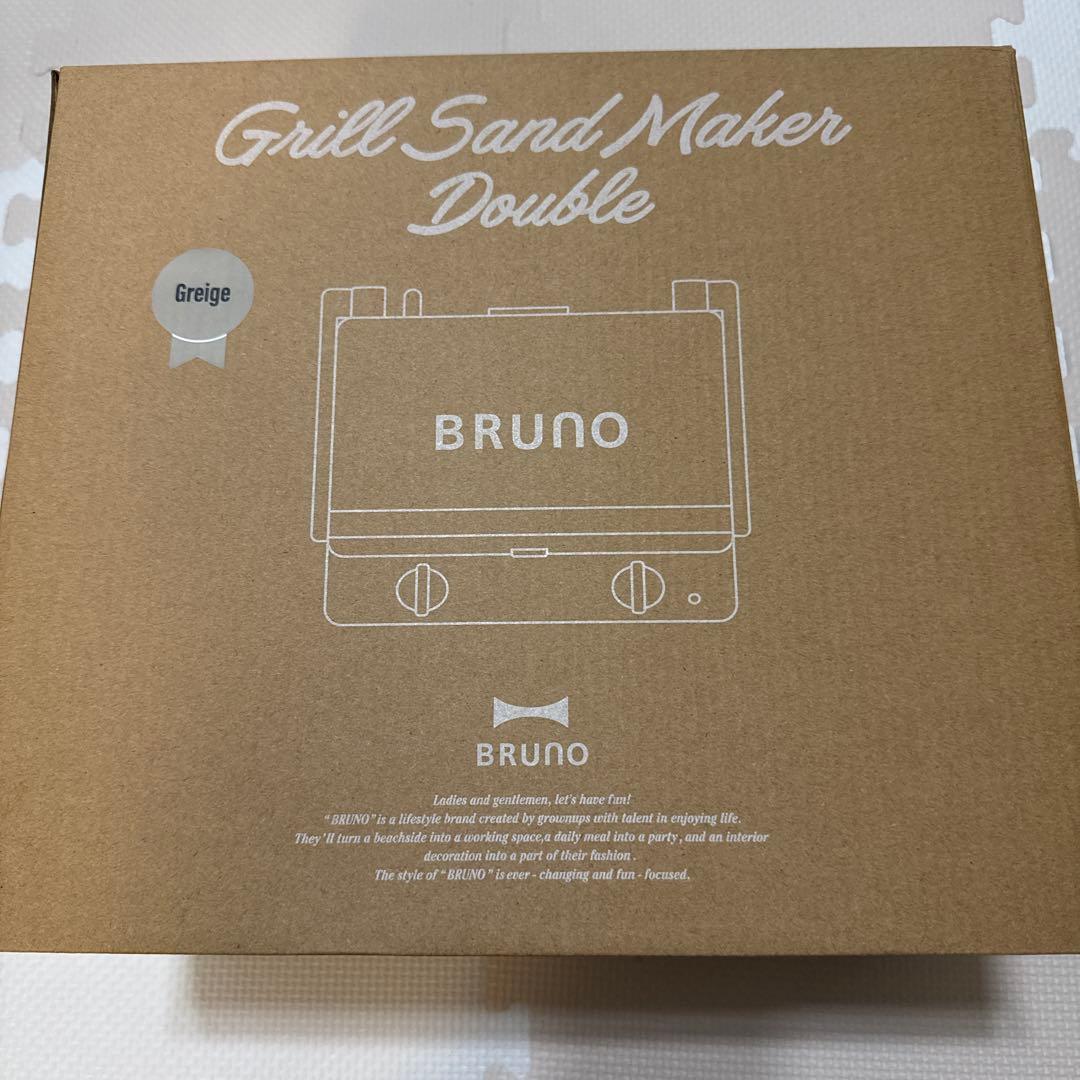 Grill Sand Maker
Double
Greige
BRUNO
BRUNO
Ladies and gentlemen, let's have fun!
"BRUNO" is a lifestyle brand created by grownups with talent in enjoying life.
They'll turn a beachside into a working space,a daily meal into a party, and an interior
decoration into a part of their fashion.
The style of "BRUNO" is ever - changing and fun - focused.